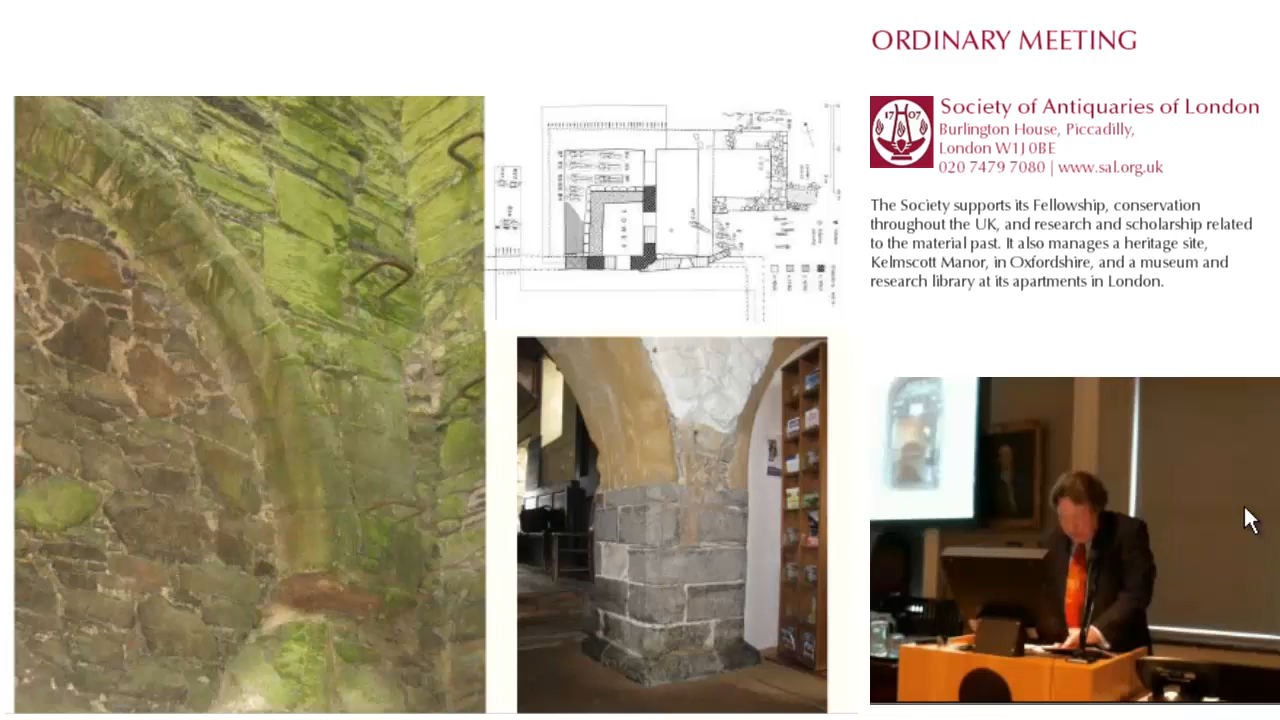 ORDINARY MEETING
17 07
Society of Antiquaries of London
Burlington House, Piccadilly,
London W1J 0BE
020 7479 7080 | www.sal.org.uk
The Society supports its Fellowship, conservation
throughout the UK, and research and scholarship related
to the material past. It also manages a heritage site,
Kelmscott Manor, in Oxfordshire, and a museum and
research library at its apartments in London.
TOWER